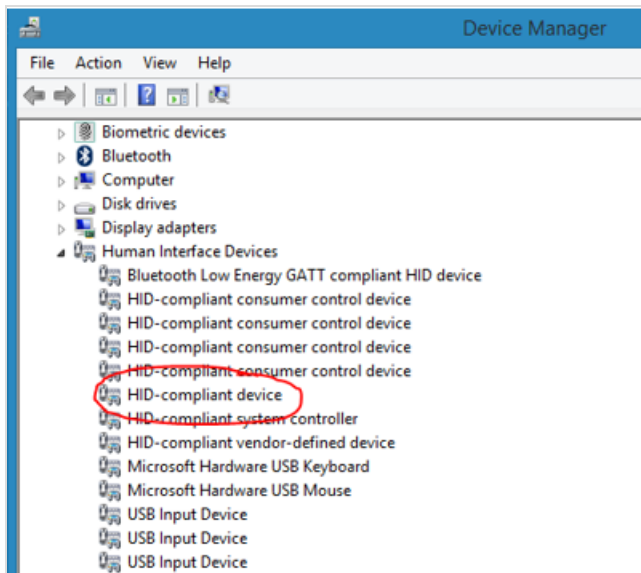 Device Manager
File Action View Help
Biometric devices
Bluetooth
Computer
Disk drives
Display adapters
Human Interface Devices
Bluetooth Low Energy GATT compliant HID device
HID-compliant consumer control device
HID-compliant consumer control device
HID-compliant consumer control device
HID-compliant consumer control device
HID-compliant device
HID-compliant system controller
HID-compliant vendor-defined device
Microsoft Hardware USB Keyboard
Microsoft Hardware USB Mouse
USB Input Device
USB Input Device
USB Input Device